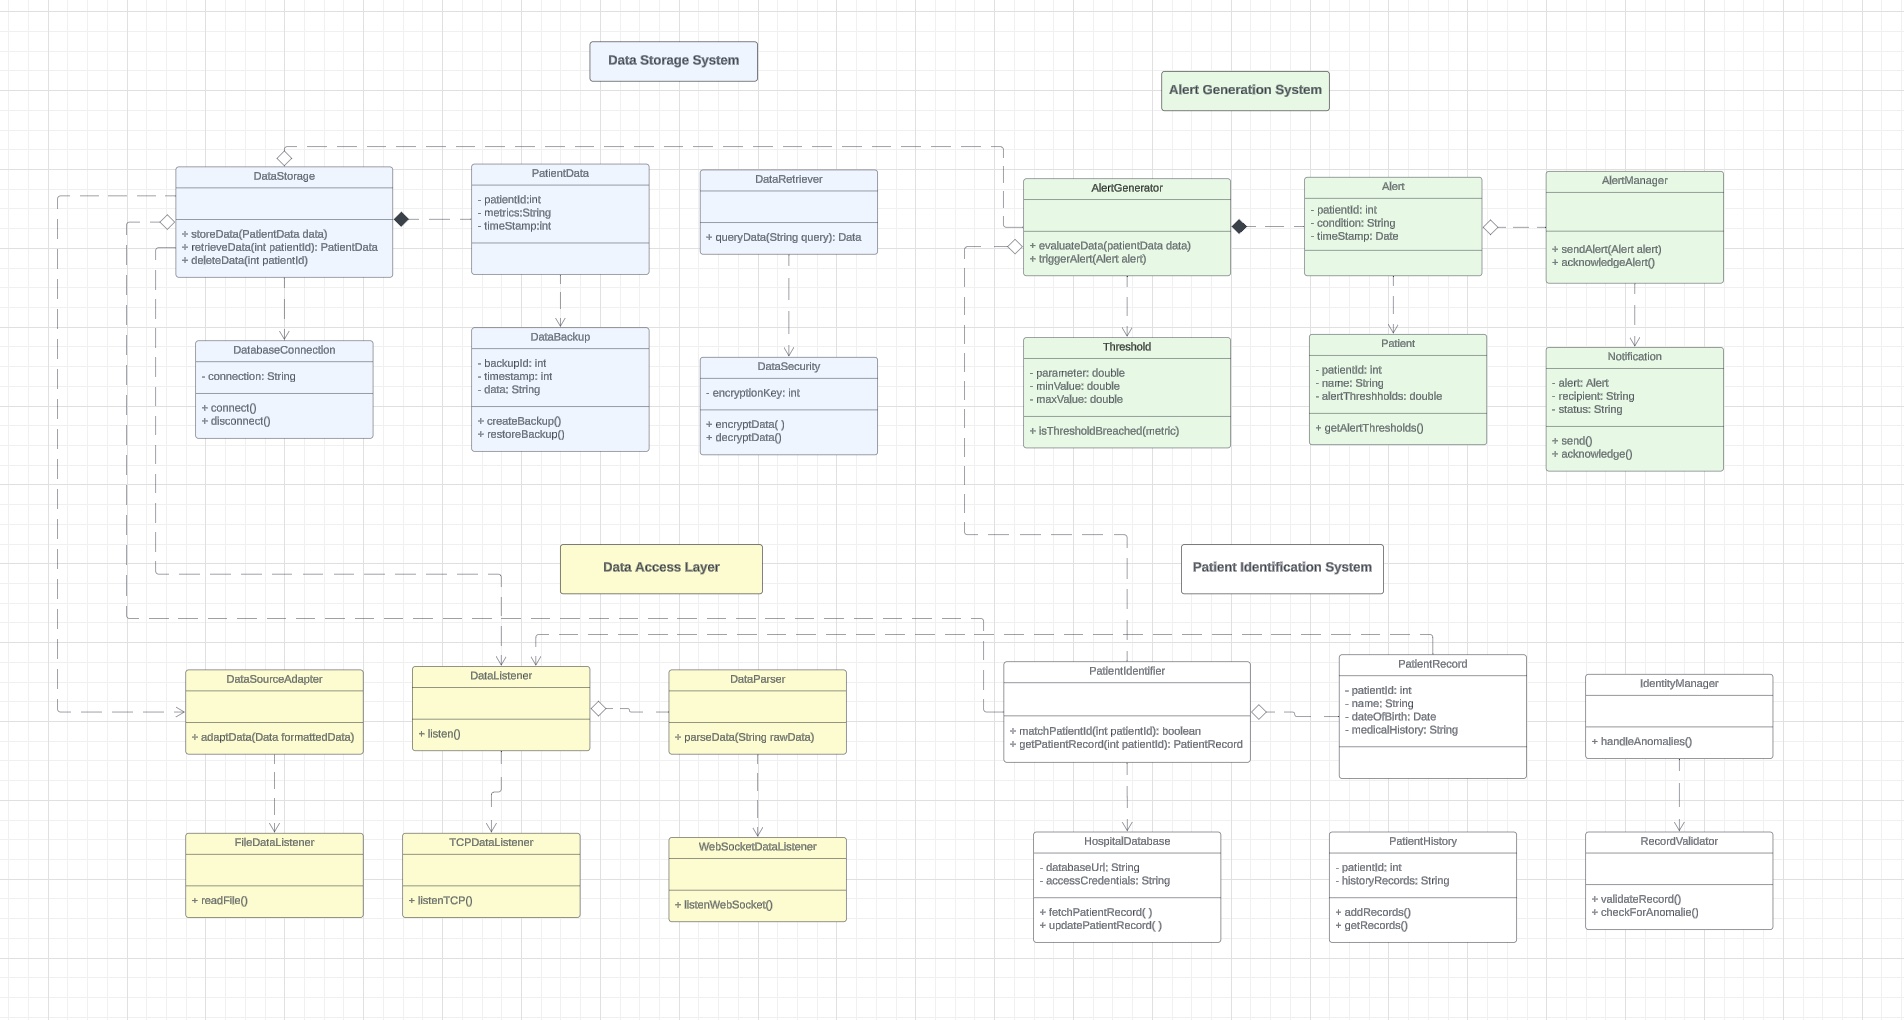 Data Storage System
Alert Generation System
DataStorage
+ storeData(PatientData data)
+ retrieveData(int patientId): PatientData
+ deleteData(int patientId)
PatientData
- patientId:int
- metrics:String
- timeStamp:int
DataRetriever
+ queryData(String query): Data
AlertGenerator
+ evaluateData(patientData data)
+ triggerAlert(Alert alert)
Alert
- patientId: int
- condition: String
- timeStamp: Date
AlertManager
+ sendAlert(Alert alert)
+ acknowledgeAlert()
DatabaseConnection
- connection: String
+ connect()
+ disconnect()
DataBackup
- backupId: int
- timestamp: int
- data: String
+ createBackup()
+ restoreBackup()
DataSecurity
- encryptionKey: int
+ encryptData( )
+ decryptData()
Threshold
- parameter: double
- minValue: double
- maxValue: double
+ isThresholdBreached(metric)
Patient
- patientId: int
- name: String
- alertThreshholds: double
+ getAlertThresholds()
Notification
- alert: Alert
- recipient: String
- status: String
+ send()
+ acknowledge()
Data Access Layer
Patient Identification System
DataSourceAdapter
+ adaptData(Data formattedData)
DataListener
+ listen()
DataParser
+ parseData(String rawData)
PatientIdentifier
+ matchPatientId(int patientId): boolean
+ getPatientRecord(int patientId): PatientRecord
PatientRecord
- patientId: int
- name; String
- dateOfBirth: Date
- medicalHistory: String
IdentityManager
+ handleAnomalies()
FileDataListener
+ readFile()
TCPDataListener
+ listenTCP()
WebSocketDataListener
+ listenWebSocket()
HospitalDatabase
- databaseUrl; String
- accessCredentials: String
+ fetchPatientRecord( )
+ updatePatientRecord( )
PatientHistory
- patientId; int
- historyRecords: String
+ addRecords()
+ getRecords()
RecordValidator
+ validateRecord()
+ checkForAnomalie()